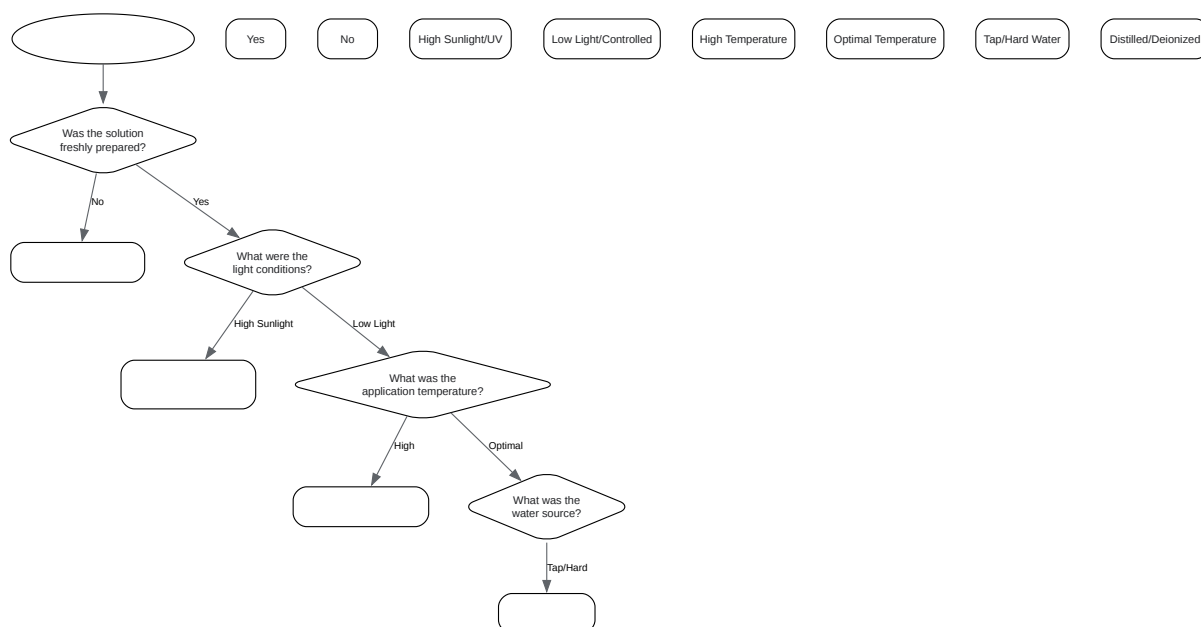 Yes
No
High Sunlight/UV
Low Light/Controlled
High Temperature
Optimal Temperature
Tap/Hard Water
Distilled/Deionized
Was the solution
freshly prepared?
No
Yes
What were the
light conditions?
High Sunlight
Low Light
What was the
application temperature?
High
Optimal
What was the
water source?
Tap/Hard